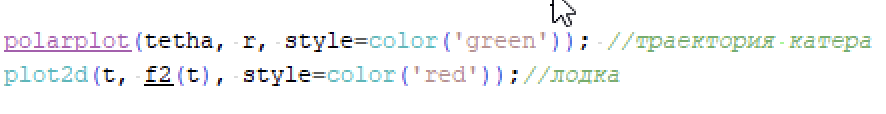 polarplot(tetha, r, style=color('green')); //траектория катера
plot2d(t, f2(t), style=color('red'));//лодка